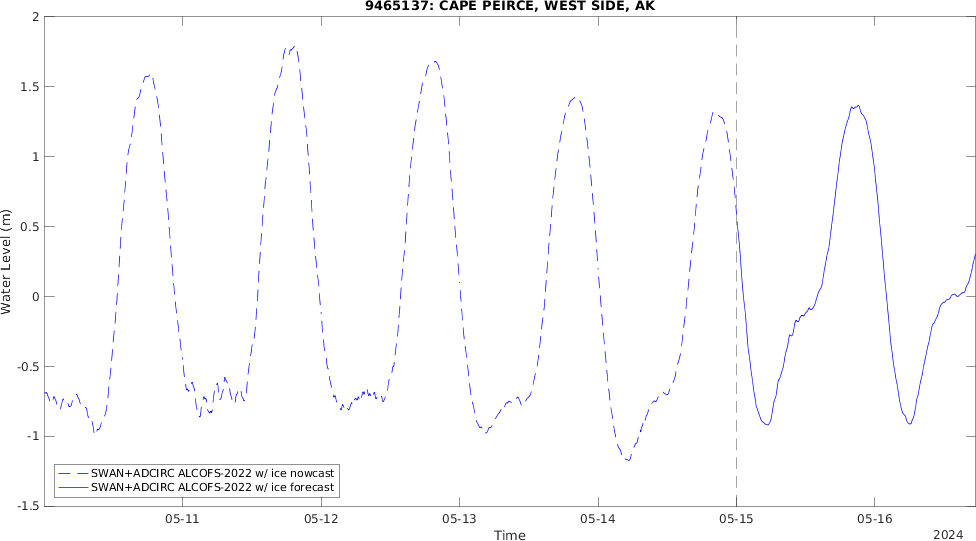 9465137: CAPE PEIRCE, WEST SIDE, AK
2
1.5
1
0.5
0
-0.5
-1
-1.5
Water Level (m)
SWAN+ADCIRC ALCOFS-2022 w/ ice nowcast
SWAN+ADCIRC ALCOFS-2022 w/ ice forecast
05-11 05-12 05-13 05-14 05-15 05-16
Time
2024